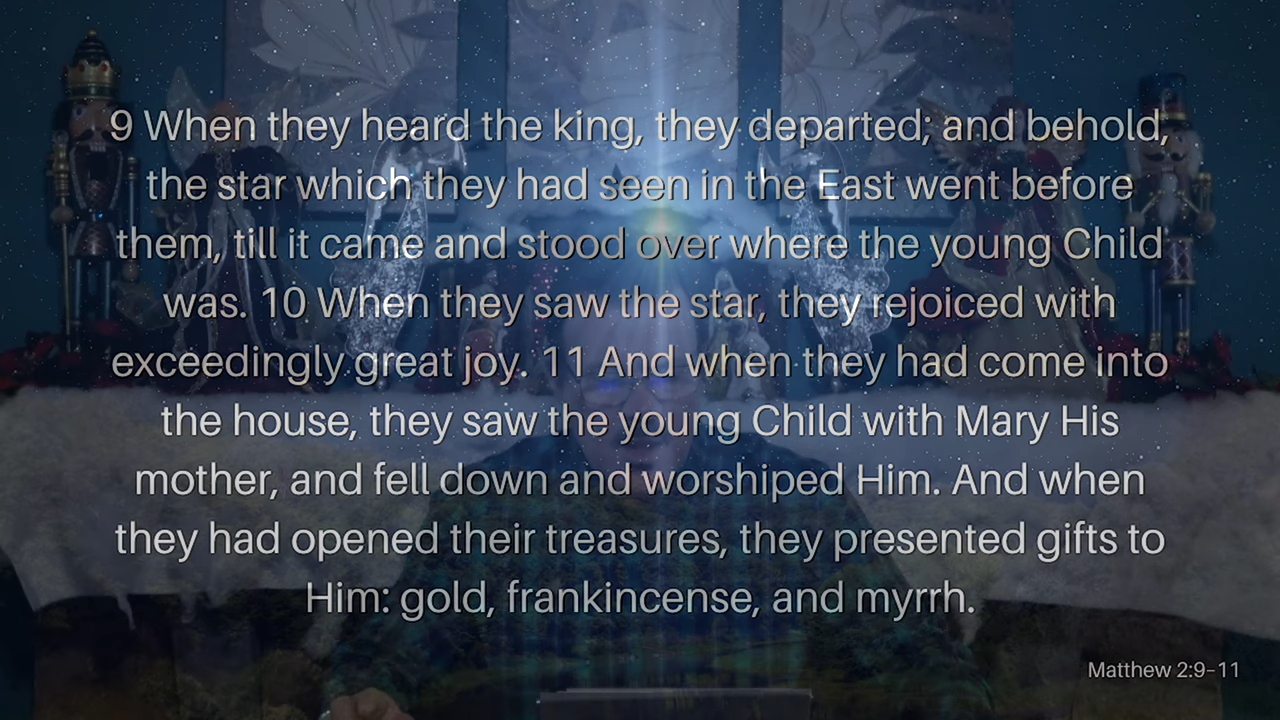 9 When they heard the king, they departed; and behold,
the star which they had seen in the East went before
them, till it came and stood over where the young Child
was. 10 When they saw the star, they rejoiced with
exceedingly great joy. 11 And when they had come into
the house, they saw the young Child with Mary His
mother, and fell down and worshiped Him. And when
they had opened their treasures, they presented gifts to
Him: gold, frankincense, and myrrh.
Matthew 2:9–11